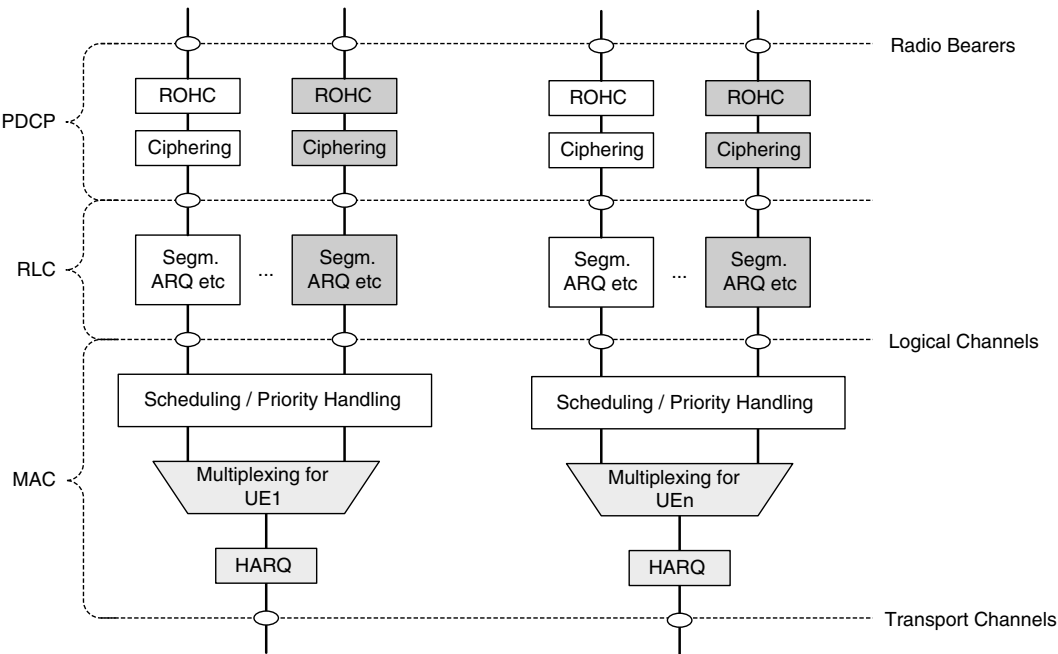 Radio Bearers
ROHC
ROHC
ROHC
ROHC
PDCP
Ciphering
Ciphering
Ciphering
Ciphering
Segm.
ARQ etc
...
Segm.
ARQ etc
Segm.
ARQ etc
...
Segm.
ARQ etc
RLC
Logical Channels
Scheduling / Priority Handling
Scheduling / Priority Handling
MAC
Multiplexing for
UE1
Multiplexing for
UEn
HARQ
HARQ
Transport Channels